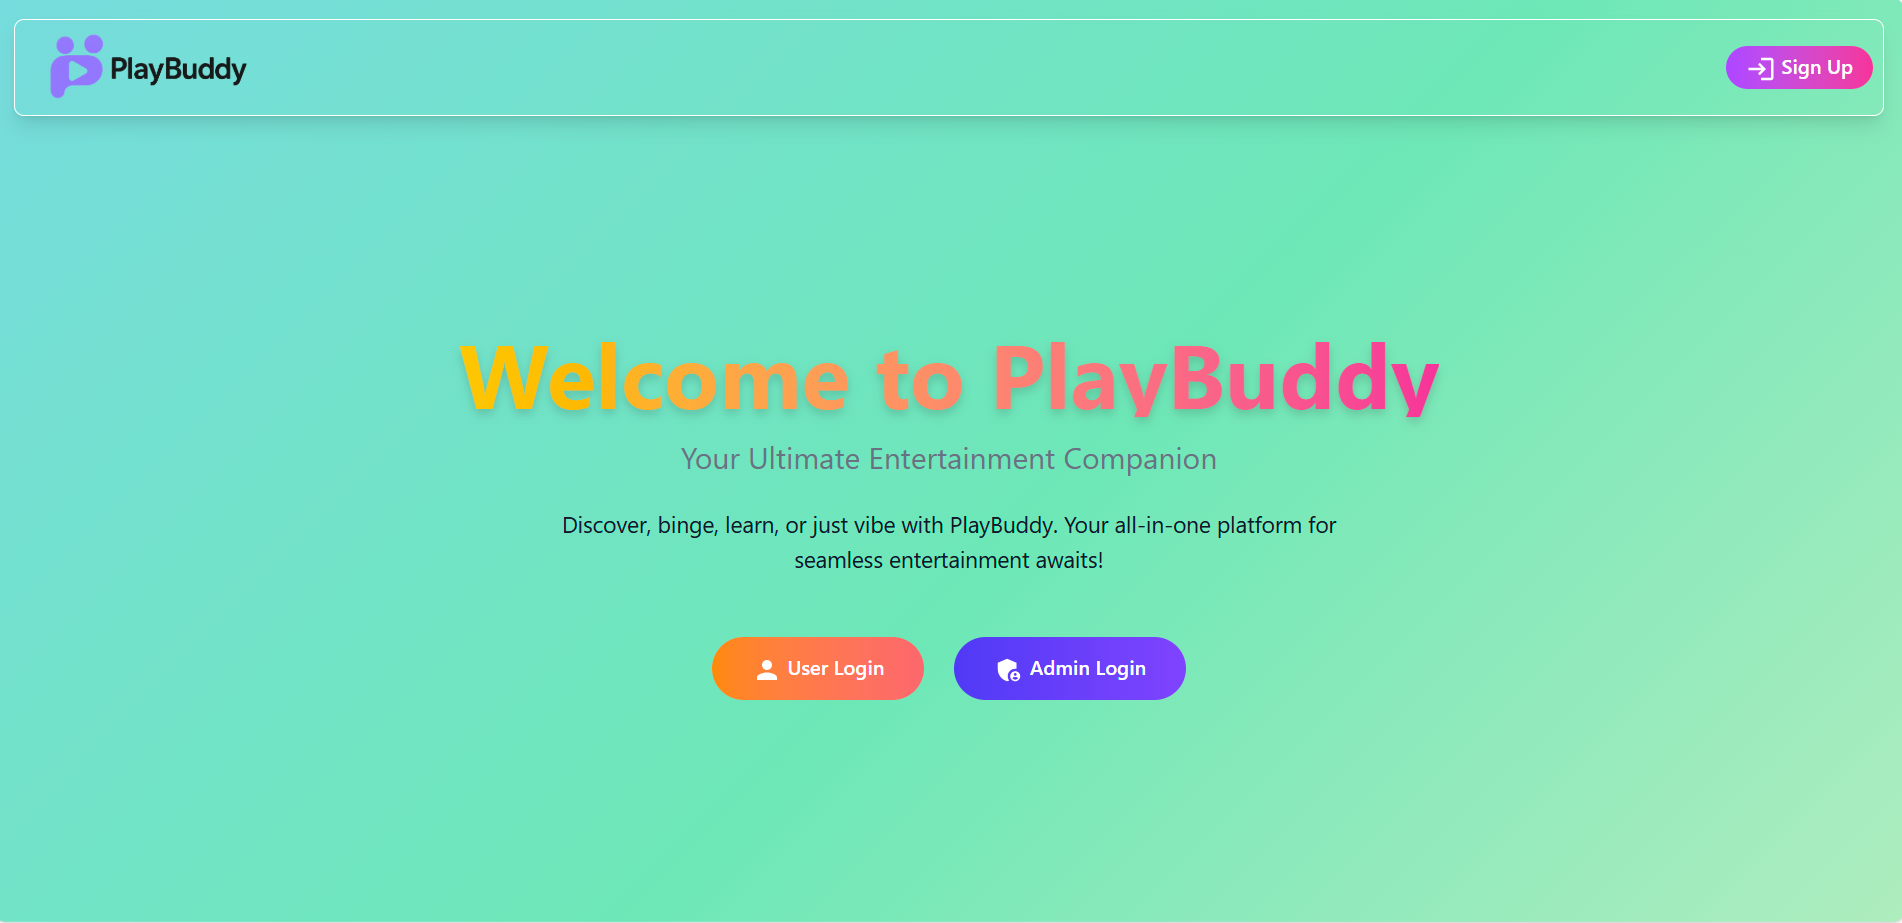 PlayBuddy
Sign Up
Welcome to PlayBuddy
Your Ultimate Entertainment Companion
Discover, binge, learn, or just vibe with PlayBuddy. Your all-in-one platform for
seamless entertainment awaits!
User Login
Admin Login